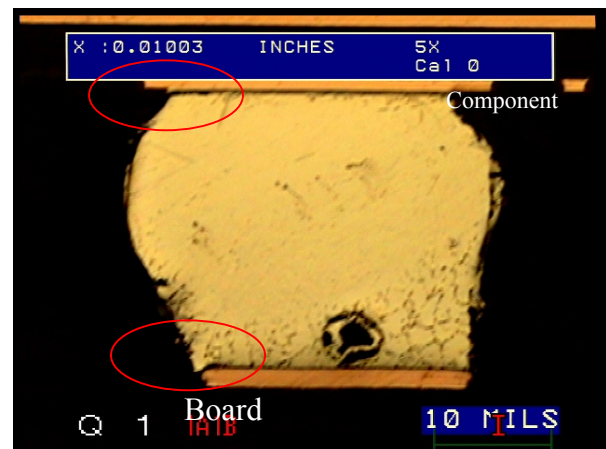 X :0.01003 INCHES 5X
Cal 0
Component
Board
10 MILS
Q 1